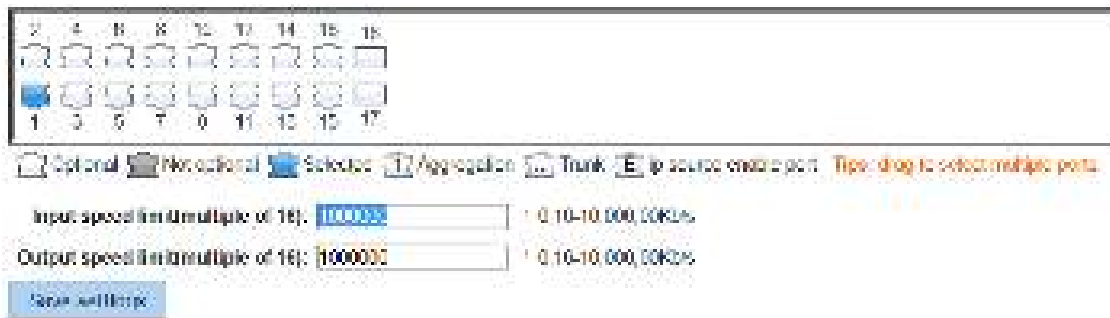 2 4 6 8 10 12 14 16 18
1 3 5 7 9 11 13 15 17
Optional Not optional Selected Aggregation Trunk E Ip source enable port Tips: drag to select multiple ports
Input speed limit(multiple of 16): 1000000
Output speed limit(multiple of 16): 1000000
Save settings